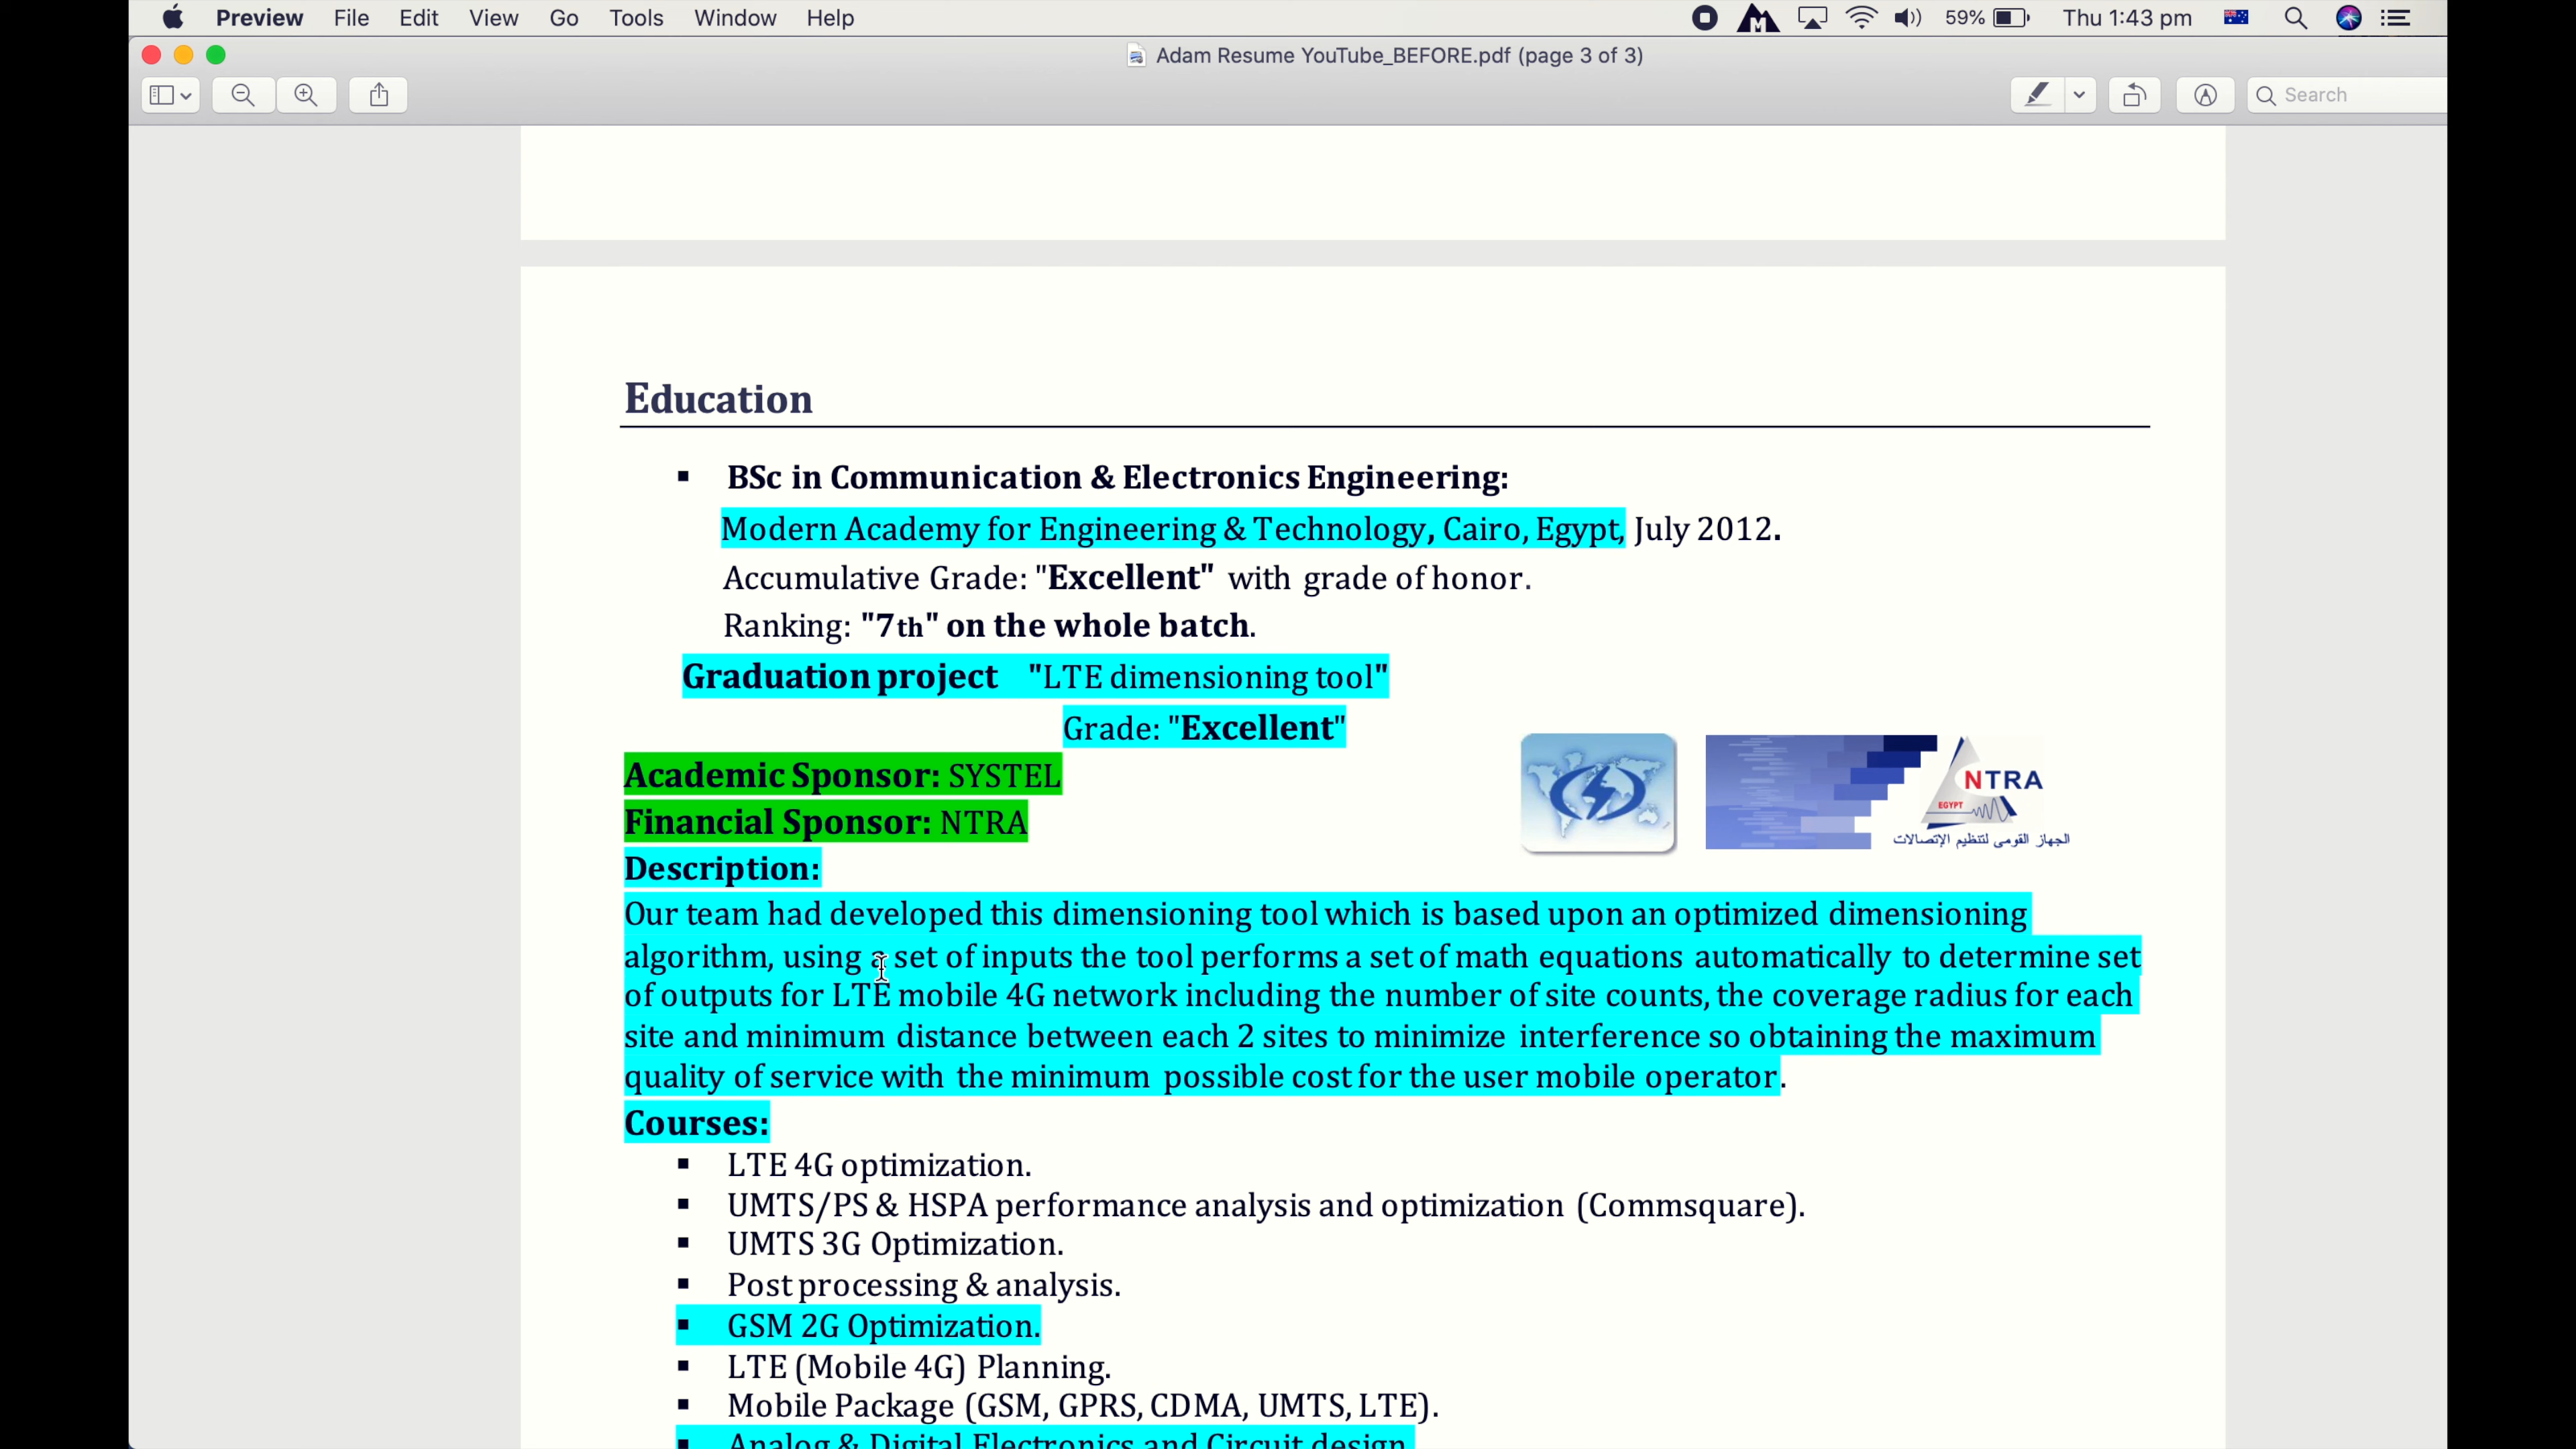 Preview File Edit View Go Tools Window Help 59% Thu 1:43 pm
Adam Resume YouTube_BEFORE.pdf (page 3 of 3)
Search
Education
▪ BSc in Communication & Electronics Engineering:
Modern Academy for Engineering & Technology, Cairo, Egypt, July 2012.
Accumulative Grade: "Excellent" with grade of honor.
Ranking: "7th" on the whole batch.
Graduation project "LTE dimensioning tool"
Grade: "Excellent"
Academic Sponsor: SYSTEL
Financial Sponsor: NTRA
NTRA
EGYPT
الجهاز القومى لتنظيم الإتصالات
Description:
Our team had developed this dimensioning tool which is based upon an optimized dimensioning
algorithm, using a set of inputs the tool performs a set of math equations automatically to determine set
of outputs for LTE mobile 4G network including the number of site counts, the coverage radius for each
site and minimum distance between each 2 sites to minimize interference so obtaining the maximum
quality of service with the minimum possible cost for the user mobile operator.
Courses:
▪ LTE 4G optimization.
▪ UMTS/PS & HSPA performance analysis and optimization (Commsquare).
▪ UMTS 3G Optimization.
▪ Post processing & analysis.
▪ GSM 2G Optimization.
▪ LTE (Mobile 4G) Planning.
▪ Mobile Package (GSM, GPRS, CDMA, UMTS, LTE).
▪ Analog & Digital Electronics and Circuit design